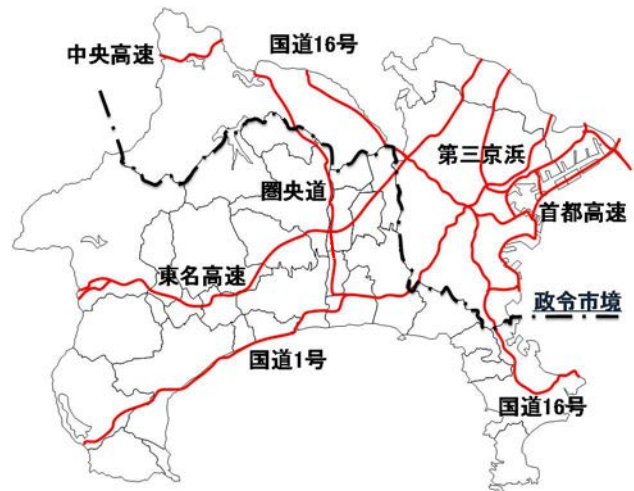 国道16号
中央高速
第三京浜
圏央道
首都高速
東名高速
政令市境
国道1号
国道16号